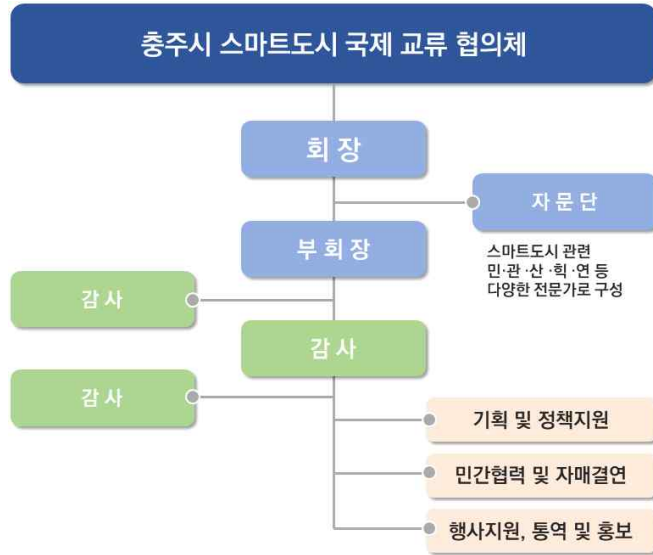 충주시 스마트도시 국제 교류 협의체
회 장
자 문 단
부 회 장
스마트도시 관련
민·관·산·힉·연 등
다양한 전문가로 구성
감 사
감 사
감 사
기획 및 정책지원
민간협력 및 자매결연
행사지원, 통역 및 홍보